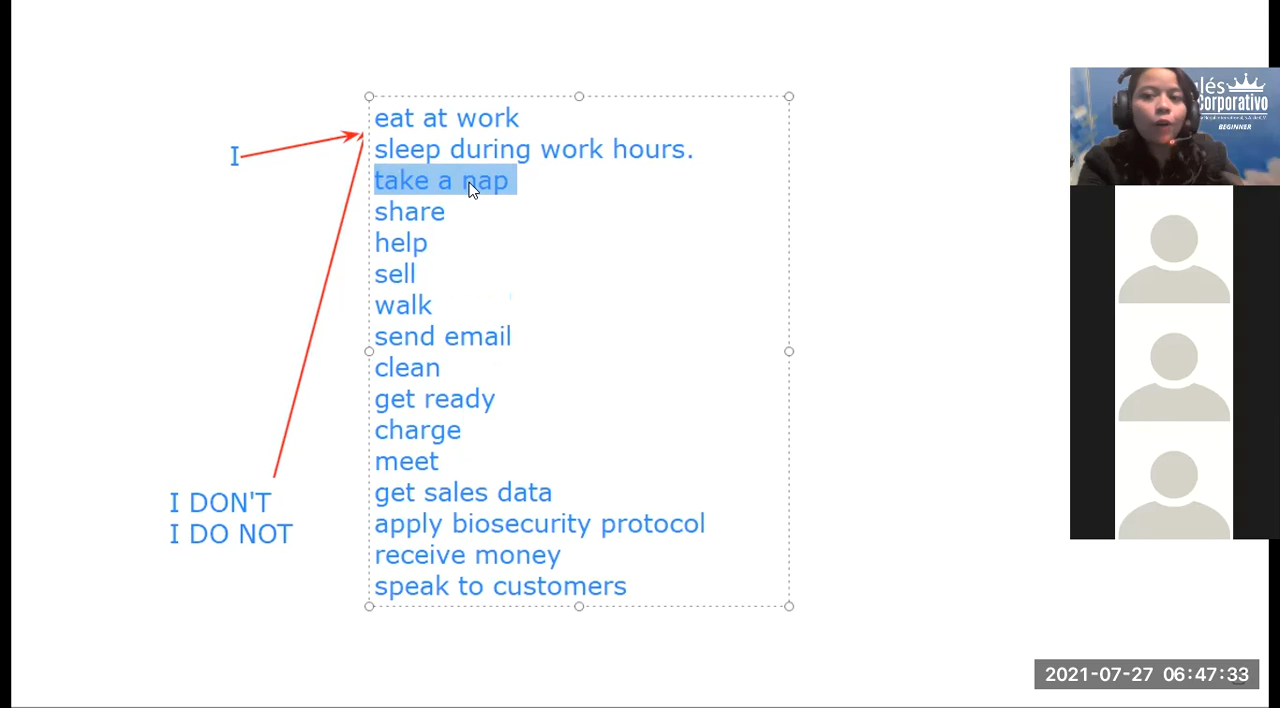 I
eat at work
sleep during work hours.
take a nap
share
help
sell
walk
send email
clean
get ready
charge
meet
get sales data
apply biosecurity protocol
receive money
speak to customers
I DON'T
I DO NOT
lés
Corporativo
BEGINNER
2021-07-27 06:47:33